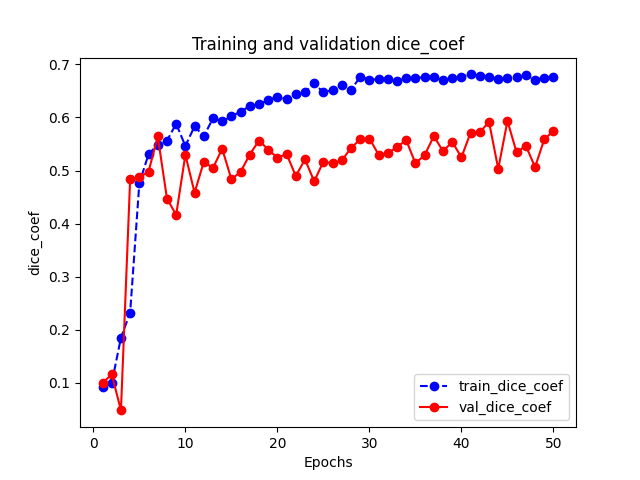 Training and validation dice_coef
0.7
0.6
0.5
0.4
0.3
0.2
0.1
dice_coef
train_dice_coef
val_dice_coef
0 10 20 30 40 50
Epochs